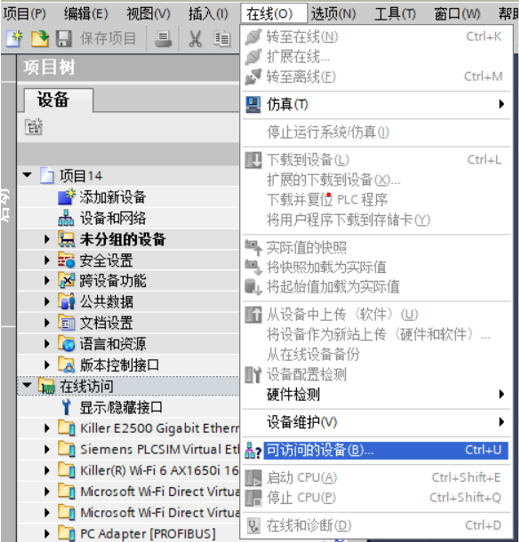 项目(P) 编辑(E) 视图(V) 插入(I) 在线(O) 选项(N) 工具(T) 窗口(W) 帮
保存项目
项目树
设备
项目14
添加新设备
设备和网络
未分组的设备
安全设置
跨设备功能
公共数据
文档设置
语言和资源
版本控制接口
在线访问
显示/隐藏接口
Killer E2500 Gigabit Ethern
Siemens PLCSIM Virtual Eth
Killer(R) Wi-Fi 6 AX1650i 16
Microsoft Wi-Fi Direct Virtua
Microsoft Wi-Fi Direct Virtua
PC Adapter [PROFIBUS]
启动
转至在线(N) Ctrl+K
扩展在线...
转至离线(F) Ctrl+M
仿真(T)
停止运行系统/仿真(I)
下载到设备(L) Ctrl+L
扩展的下载到设备(X)...
下载并复位 PLC 程序
将用户程序下载到存储卡(Y)
实际值的快照
将快照加载为实际值
将起始值加载为实际值
从设备中上传（软件）(U)
将设备作为新站上传（硬件和软件）...
从在线设备备份
设备配置检测
硬件检测
设备维护(V)
可访问的设备(B)... Ctrl+U
启动 CPU(A) Ctrl+Shift+E
停止 CPU(P) Ctrl+Shift+Q
在线和诊断(D) Ctrl+D